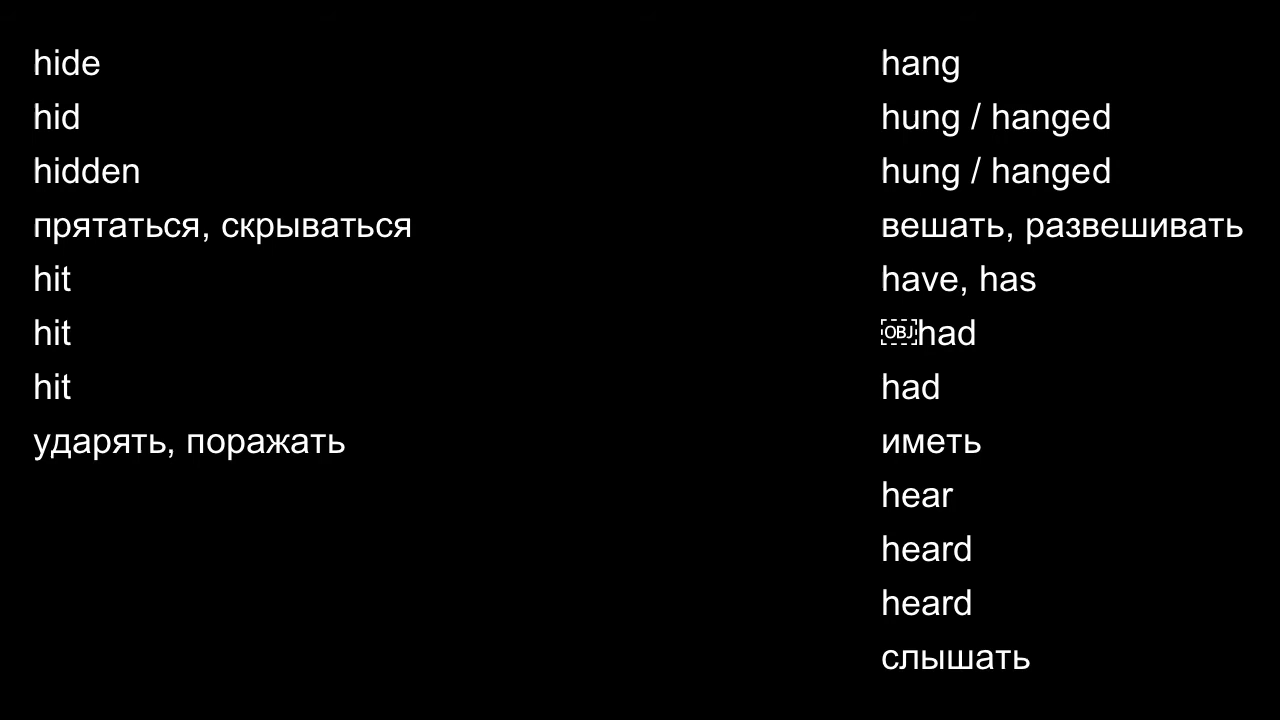 hide
hid
hidden
прятаться, скрываться
hit
hit
hit
ударять, поражать
hang
hung / hanged
hung / hanged
вешать, развешивать
have, has
￼had
had
иметь
hear
heard
heard
слышать